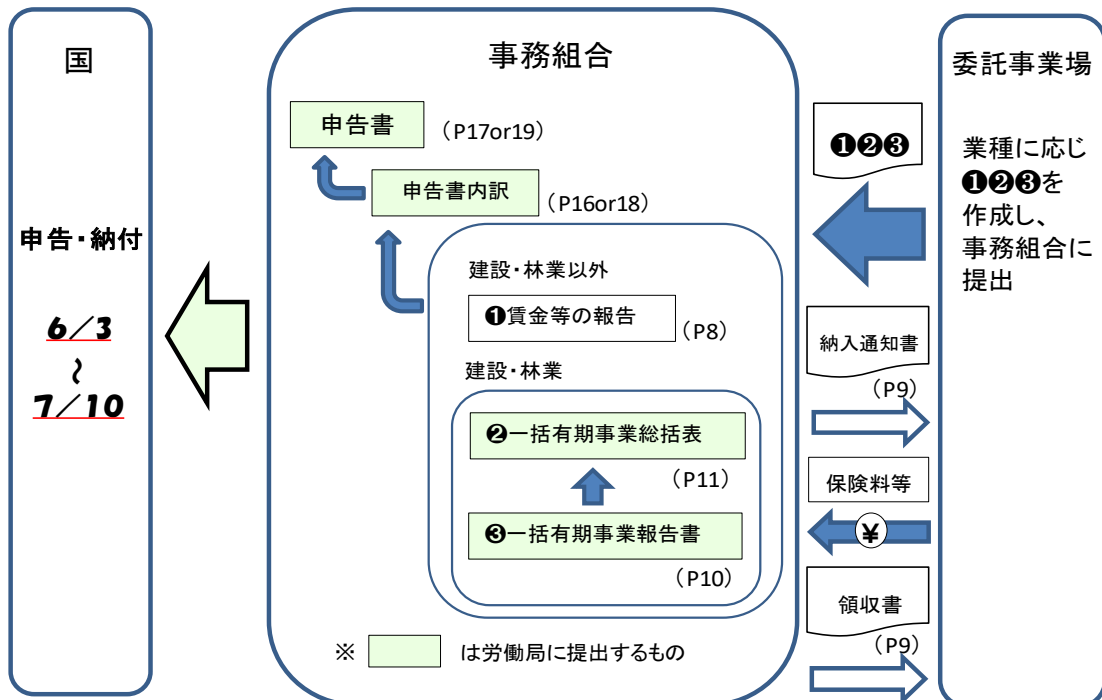 国
申告・納付
6/3
~
7/10
事務組合
申告書
(P17or19)
申告書内訳
(P16or18)
建設・林業以外
❶賃金等の報告
(P8)
建設・林業
❷一括有期事業総括表
(P11)
❸一括有期事業報告書
(P10)
※
は労働局に提出するもの
❶❷❸
納入通知書
(P9)
保険料等
¥
領収書
(P9)
委託事業場
業種に応じ
❶❷❸を
作成し、
事務組合に
提出